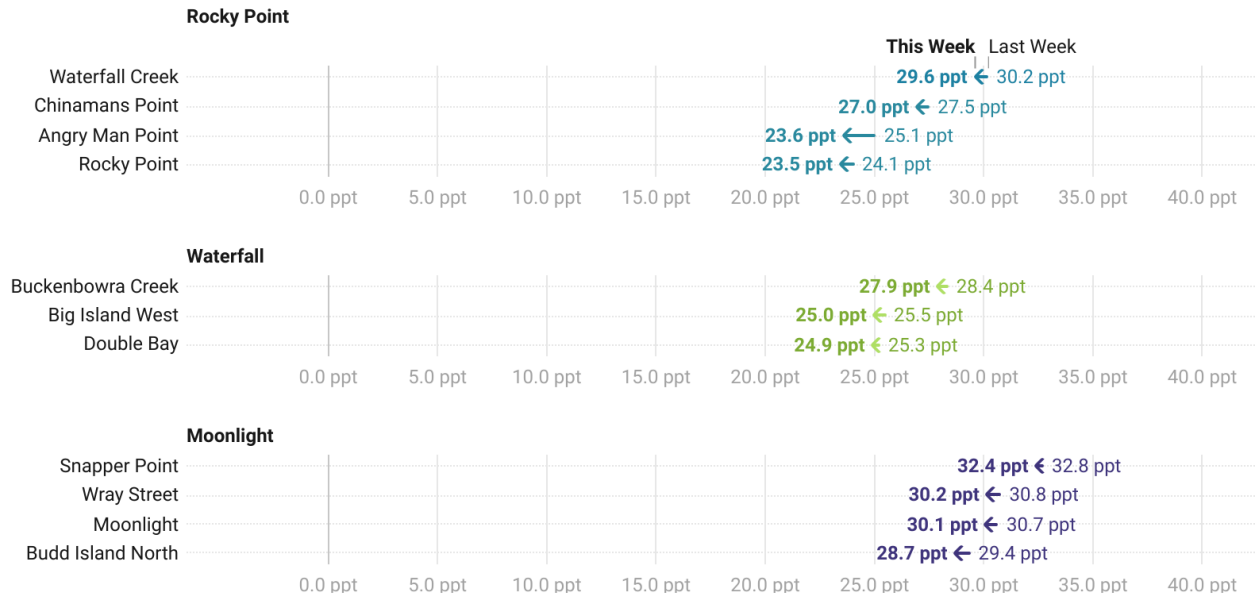 Rocky Point
This Week Last Week
Waterfall Creek 29.6 ppt 30.2 ppt
Chinamans Point 27.0 ppt 27.5 ppt
Angry Man Point 23.6 ppt 25.1 ppt
Rocky Point 23.5 ppt 24.1 ppt
0.0 ppt 5.0 ppt 10.0 ppt 15.0 ppt 20.0 ppt 25.0 ppt 30.0 ppt 35.0 ppt 40.0 ppt
Waterfall
Buckenbowra Creek 27.9 ppt 28.4 ppt
Big Island West 25.0 ppt 25.5 ppt
Double Bay 24.9 ppt 25.3 ppt
0.0 ppt 5.0 ppt 10.0 ppt 15.0 ppt 20.0 ppt 25.0 ppt 30.0 ppt 35.0 ppt 40.0 ppt
Moonlight
Snapper Point 32.4 ppt 32.8 ppt
Wray Street 30.2 ppt 30.8 ppt
Moonlight 30.1 ppt 30.7 ppt
Budd Island North 28.7 ppt 29.4 ppt
0.0 ppt 5.0 ppt 10.0 ppt 15.0 ppt 20.0 ppt 25.0 ppt 30.0 ppt 35.0 ppt 40.0 ppt